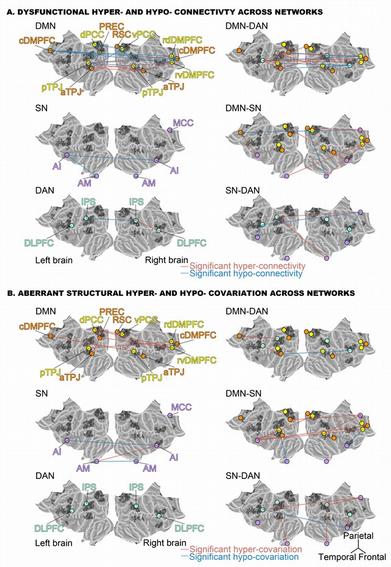 A. DYSFUNCTIONAL HYPER- AND HYPO- CONNECTIVITY ACROSS NETWORKS
DMN
DMN-DAN
PREC
dPCC RSC vPCC rdDMPFC
cDMPFC cDMPFC
rvDMPFC
pTPJ aTPJ
aTPJ pTPJ
SN
DMN-SN
MCC
AI AI
AM AM
DAN
SN-DAN
IPS IPS
DLPFC DLPFC
Left brain Right brain
Significant hyper-connectivity
Significant hypo-connectivity
B. ABERRANT STRUCTURAL HYPER- AND HYPO- COVARIATION ACROSS NETWORKS
DMN
DMN-DAN
PREC
dPCC RSC vPCC rdDMPFC
cDMPFC cDMPFC
rvDMPFC
pTPJ aTPJ
aTPJ pTPJ
SN
DMN-SN
MCC
AI AI
AM AM
DAN
SN-DAN
IPS IPS
DLPFC DLPFC
Left brain Right brain
Significant hyper-covariation
Significant hypo-covariation
Parietal
Temporal Frontal